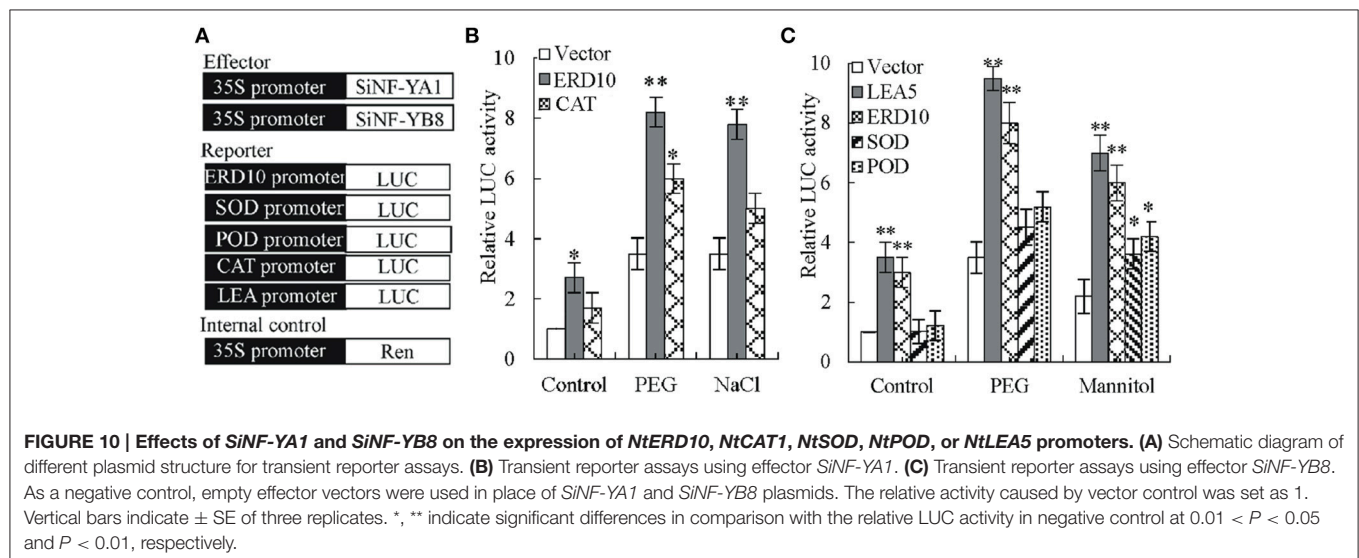 A
Effector
35S promoter SiNF-YA1
35S promoter SiNF-YB8
Reporter
ERD10 promoter LUC
SOD promoter LUC
POD promoter LUC
CAT promoter LUC
LEA promoter LUC
Internal control
35S promoter Ren
B
Relative LUC activity
10
8
6
4
2
0
Vector
ERD10
CAT
*
**
*
**
Control PEG NaCl
C
Relative LUC activity
10
8
6
4
2
0
Vector
LEA5
ERD10
SOD
POD
** **
** **
** ** * *
Control PEG Mannitol
FIGURE 10 | Effects of SiNF-YA1 and SiNF-YB8 on the expression of NtERD10, NtCAT1, NtSOD, NtPOD, or NtLEA5 promoters. (A) Schematic diagram of
different plasmid structure for transient reporter assays. (B) Transient reporter assays using effector SiNF-YA1. (C) Transient reporter assays using effector SiNF-YB8.
As a negative control, empty effector vectors were used in place of SiNF-YA1 and SiNF-YB8 plasmids. The relative activity caused by vector control was set as 1.
Vertical bars indicate ± SE of three replicates. *, ** indicate significant differences in comparison with the relative LUC activity in negative control at 0.01 < P < 0.05
and P < 0.01, respectively.